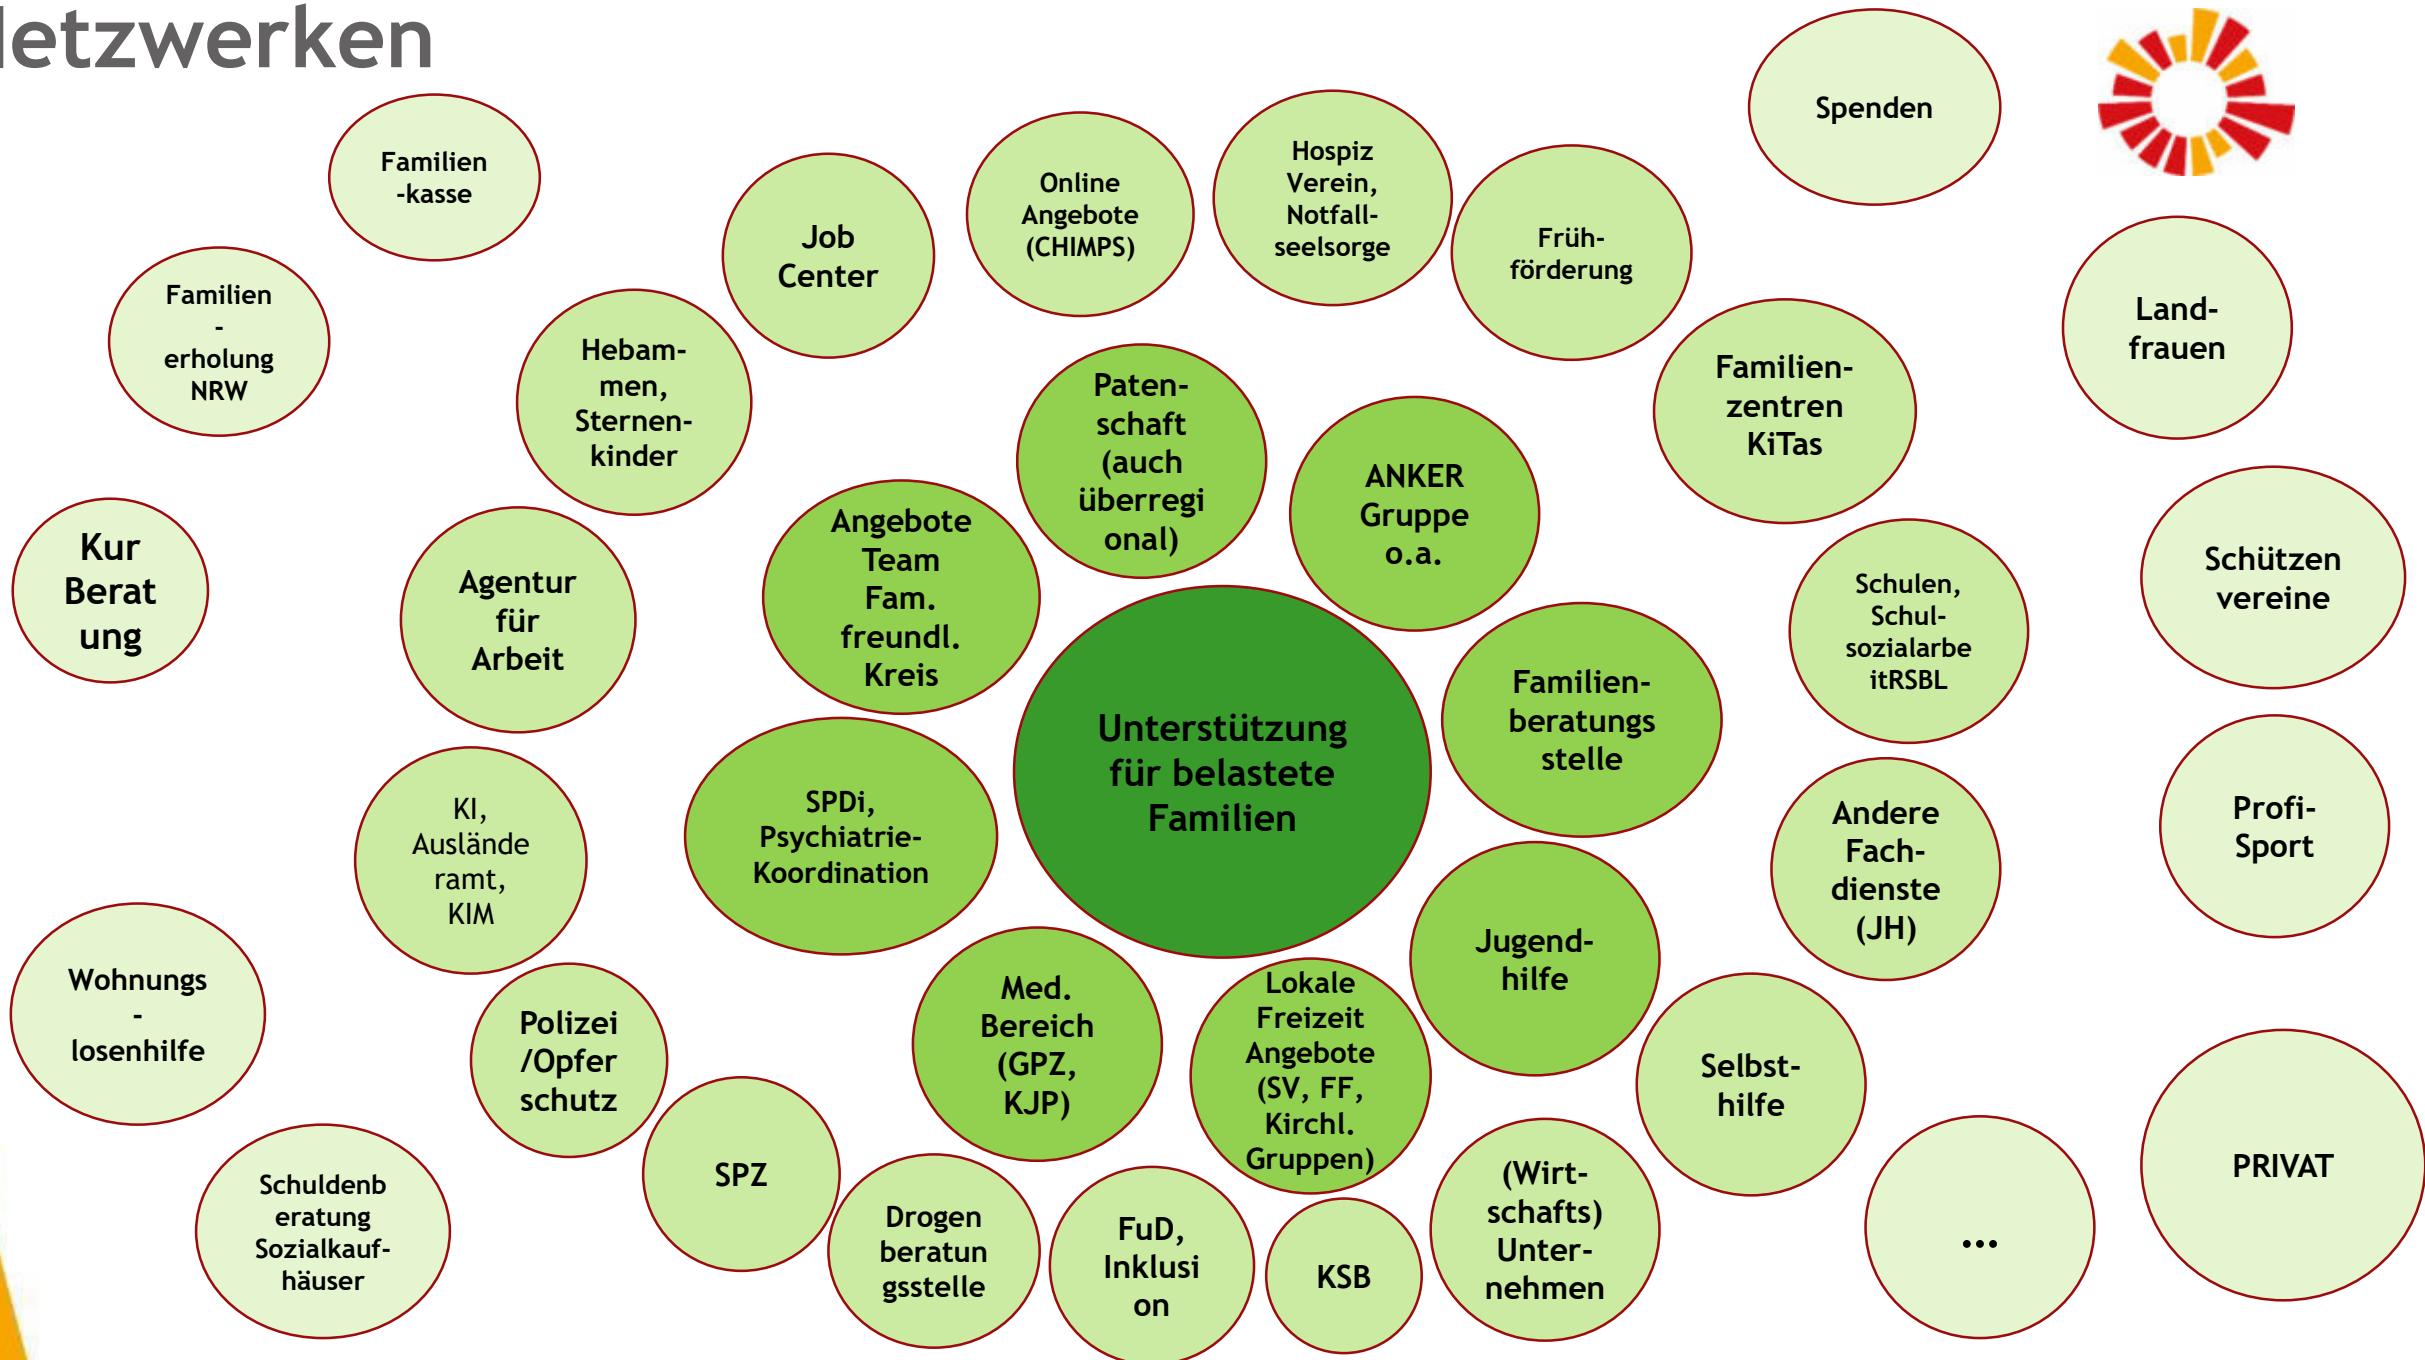 letzwerken
Familien
-kasse
Job
Center
Online
Angebote
(CHIMPS)
Hospiz
Verein,
Notfall-
seelsorge
Früh-
förderung
Spenden
Familien
-
erholung
NRW
Hebam-
men,
Sternen-
kinder
Paten-
schaft
(auch
überregi
onal)
ANKER
Gruppe
o.a.
Familien-
zentren
KiTas
Land-
frauen
Kur
Berat
ung
Agentur
für
Arbeit
Angebote
Team
Fam.
freundl.
Kreis
Schulen,
Schul-
sozialarbe
itRSBL
Schützen
vereine
Unterstützung
für belastete
Familien
Familien-
beratungs
stelle
KI,
Auslände
ramt,
KIM
SPDi,
Psychiatrie-
Koordination
Andere
Fach-
dienste
(JH)
Profi-
Sport
Wohnungs
-
losenhilfe
Polizei
/Opfer
schutz
Med.
Bereich
(GPZ,
KJP)
Lokale
Freizeit
Angebote
(SV, FF,
Kirchl.
Gruppen)
Jugend-
hilfe
Selbst-
hilfe
PRIVAT
Schuldenb
eratung
Sozialkauf-
häuser
SPZ
Drogen
beratun
gsstelle
FuD,
Inklusi
on
KSB
(Wirt-
schafts)
Unter-
nehmen
...